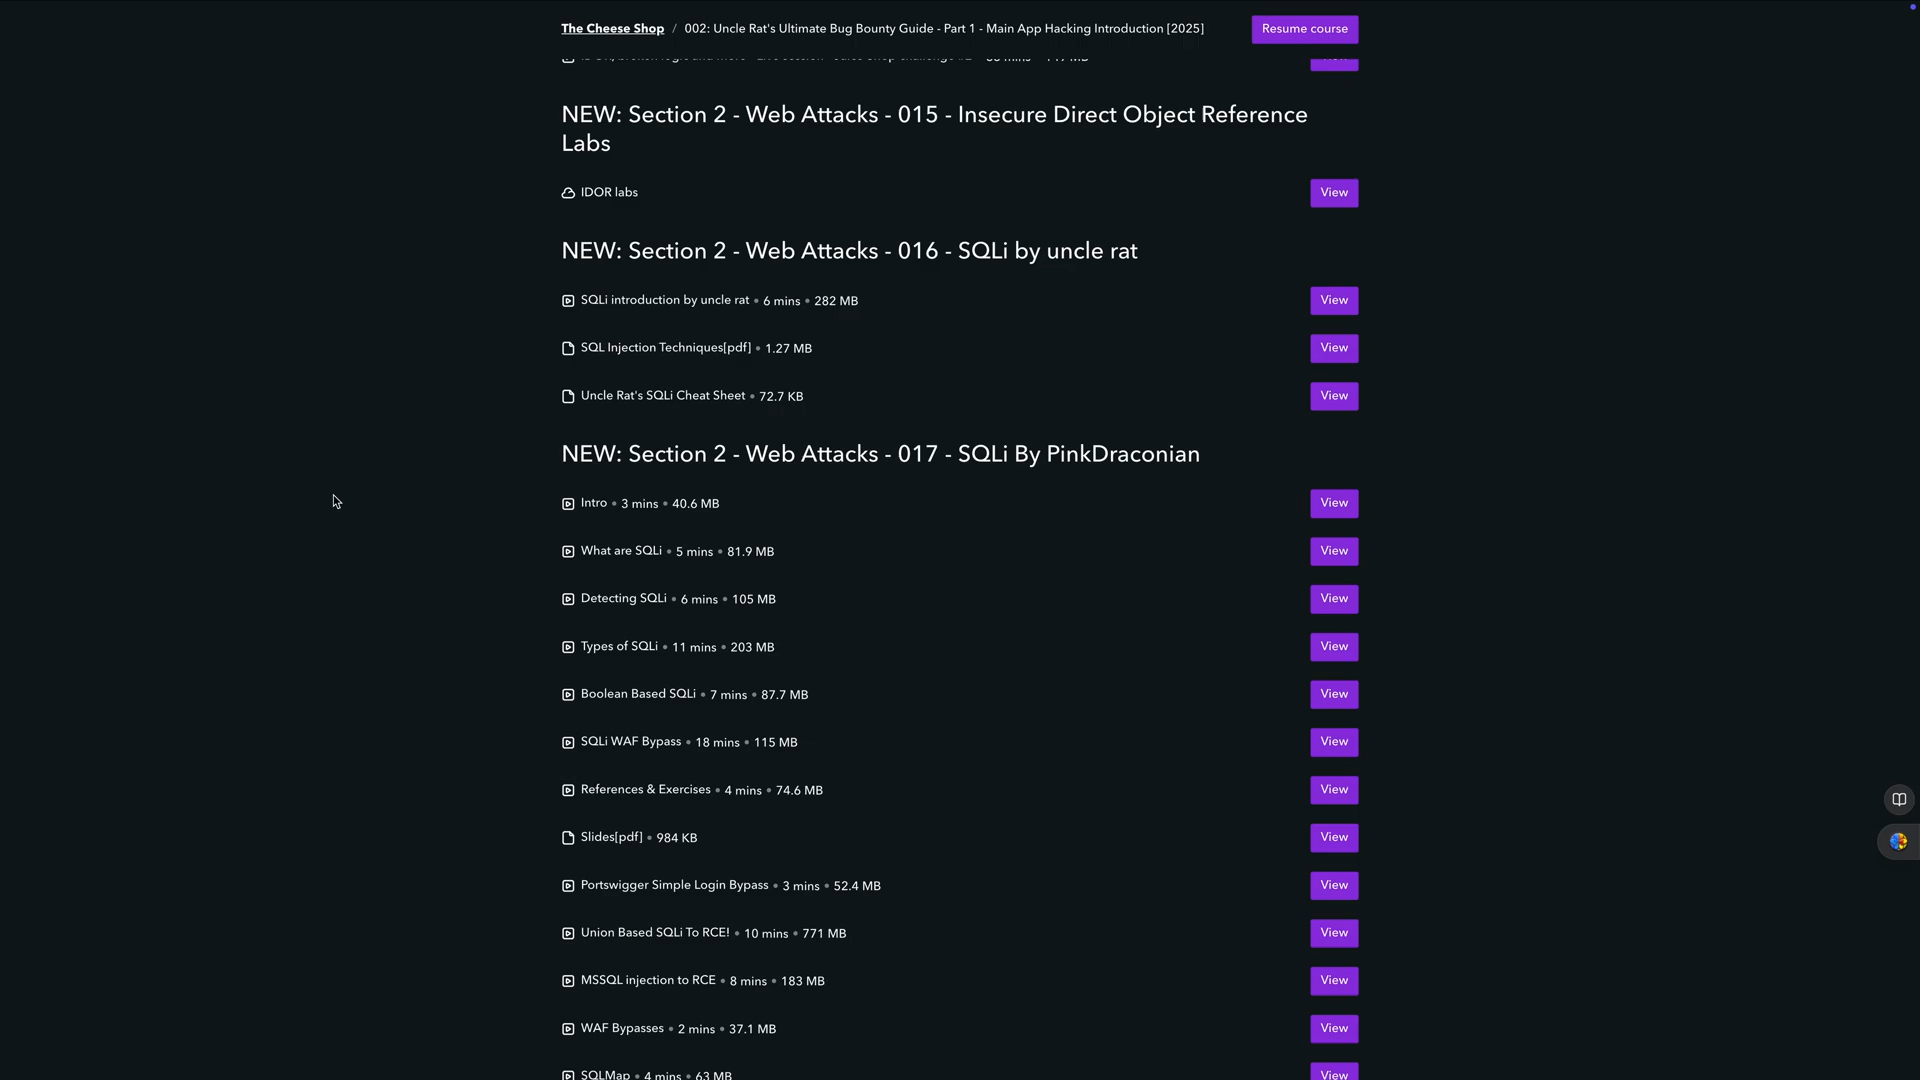 The Cheese Shop / 002: Uncle Rat's Ultimate Bug Bounty Guide - Part 1 - Main App Hacking Introduction [2025] Resume course
NEW: Section 2 - Web Attacks - 015 - Insecure Direct Object Reference
Labs
IDOR labs View
NEW: Section 2 - Web Attacks - 016 - SQLi by uncle rat
SQLi introduction by uncle rat • 6 mins • 282 MB View
SQL Injection Techniques[pdf] • 1.27 MB View
Uncle Rat's SQLi Cheat Sheet • 72.7 KB View
NEW: Section 2 - Web Attacks - 017 - SQLi By PinkDraconian
Intro • 3 mins • 40.6 MB View
What are SQLi • 5 mins • 81.9 MB View
Detecting SQLi • 6 mins • 105 MB View
Types of SQLi • 11 mins • 203 MB View
Boolean Based SQLi • 7 mins • 87.7 MB View
SQLi WAF Bypass • 18 mins • 115 MB View
References & Exercises • 4 mins • 74.6 MB View
Slides[pdf] • 984 KB View
Portswigger Simple Login Bypass • 3 mins • 52.4 MB View
Union Based SQLi To RCE! • 10 mins • 771 MB View
MSSQL injection to RCE • 8 mins • 183 MB View
WAF Bypasses • 2 mins • 37.1 MB View
SQLMap • 4 mins • 63 MB View